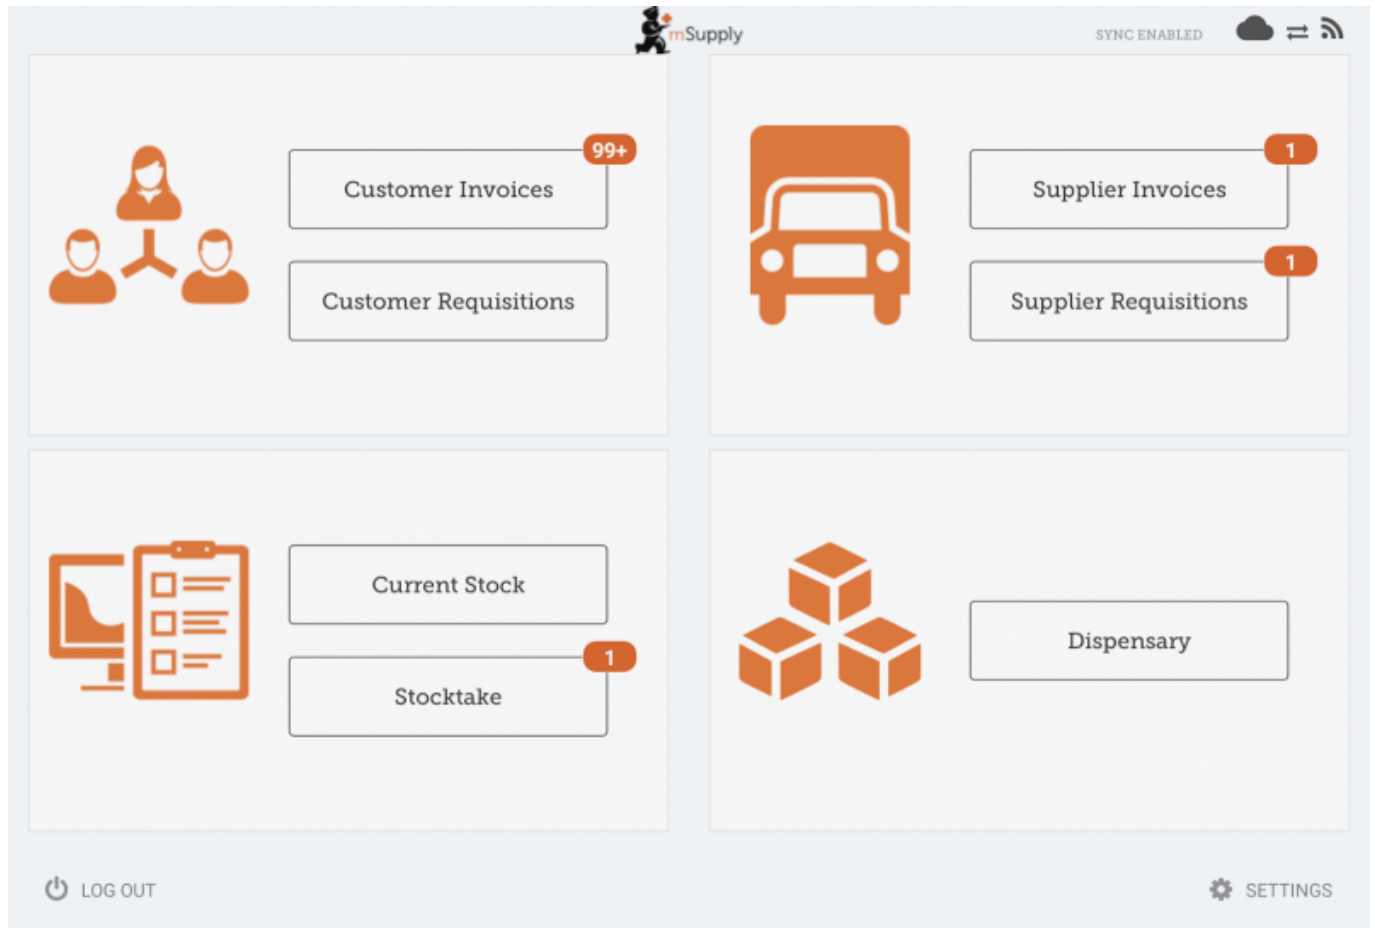 mSupply
SYNC ENABLED
99+
Customer Invoices
Customer Requisitions
1
Supplier Invoices
1
Supplier Requisitions
Current Stock
1
Stocktake
Dispensary
LOG OUT
SETTINGS